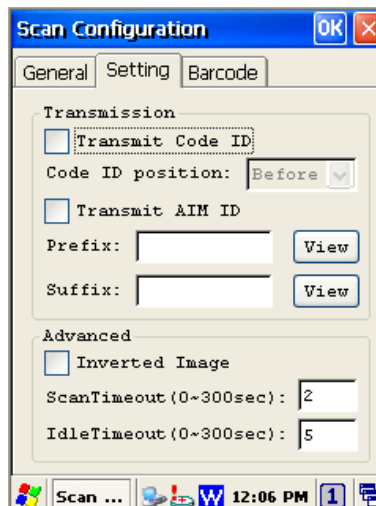 Scan Configuration OK
General Setting Barcode
Transmission
Transmit Code ID
Code ID position: Before
Transmit AIM ID
Prefix: View
Suffix: View
Advanced
Inverted Image
ScanTimeout(0~300sec): 2
IdleTimeout(0~300sec): 5
Scan ... W 12:06 PM 1